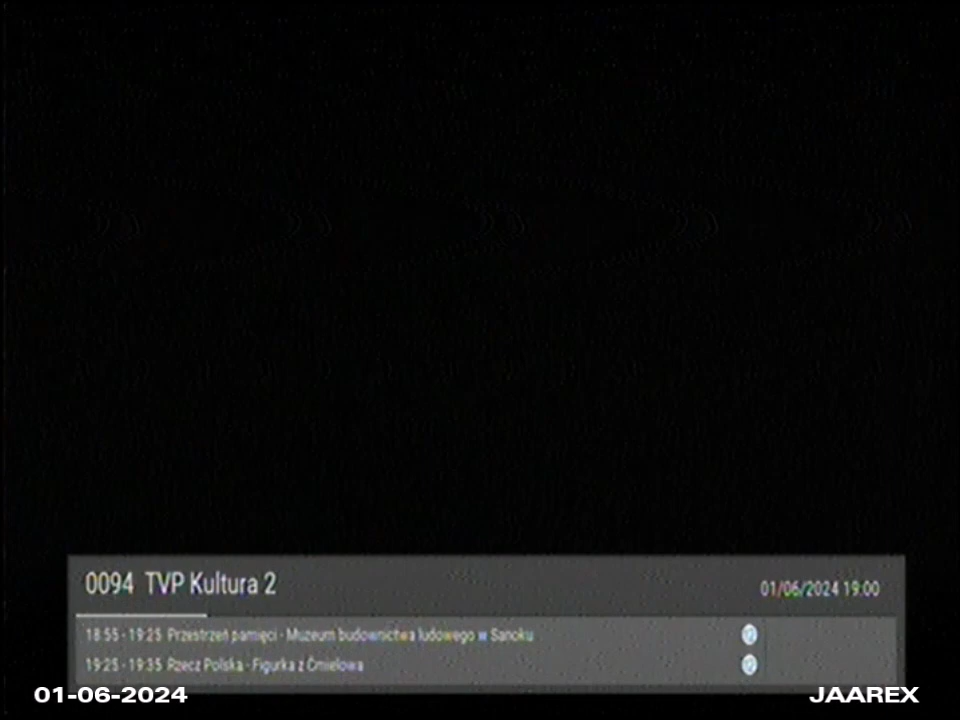 0094 TVP Kultura 2
01/06/2024 19:00
18:55 - 19:25 Przestrzeń pamięci - Muzeum budownictwa ludowego w Sanoku
19:25 - 19:35 Rzecz Polska - Figurka z Ćmielowa
01-06-2024
JAAREX